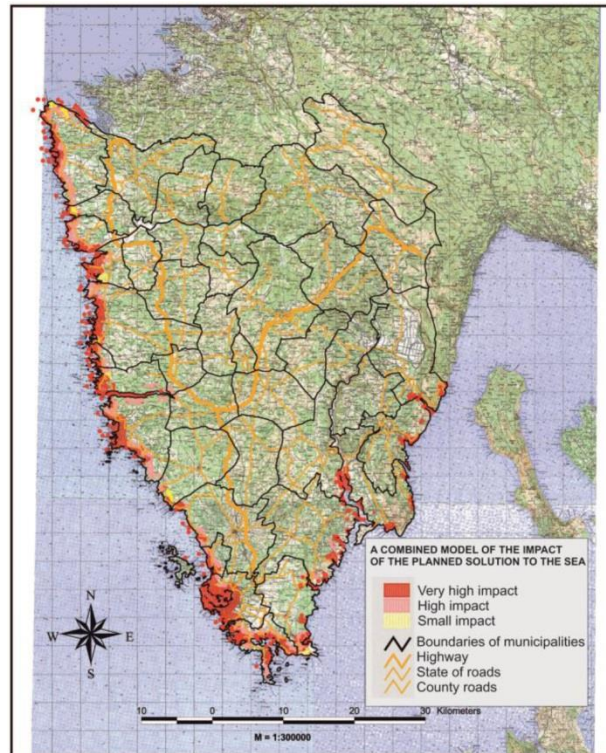 A COMBINED MODEL OF THE IMPACT
OF THE PLANNED SOLUTION TO THE SEA
Very high impact
High impact
Small impact
Boundaries of municipalities
Highway
State of roads
County roads
N
W E
S
10 0 10 20 30 Kilometers
M = 1:300000